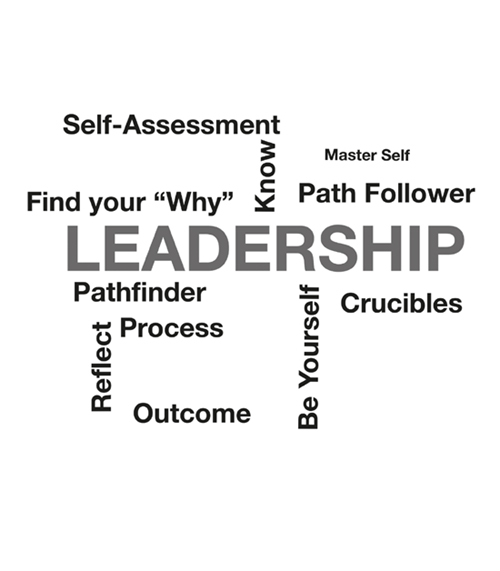 Self-Assessment
Know
Master Self
Find your “Why”
Path Follower
LEADERSHIP
Pathfinder
Be Yourself
Crucibles
Reflect
Process
Outcome